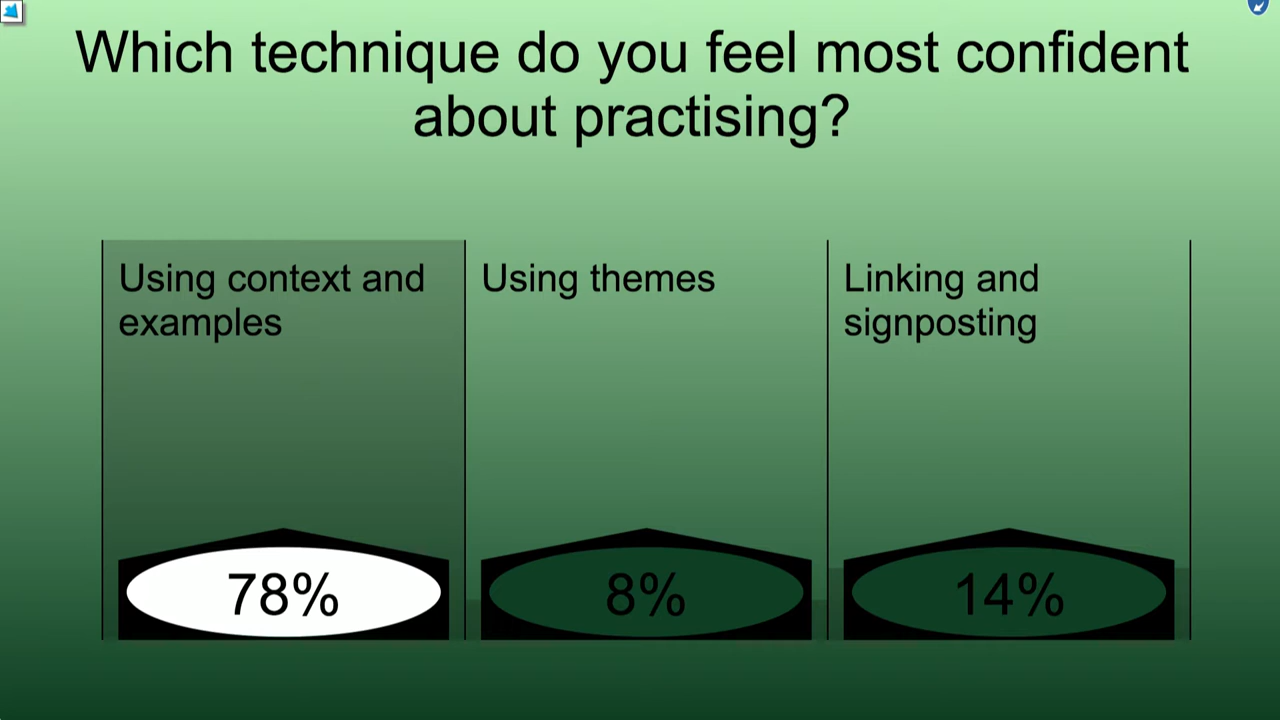 Which technique do you feel most confident
about practising?
Using context and
examples
Using themes
Linking and
signposting
78%
8%
14%